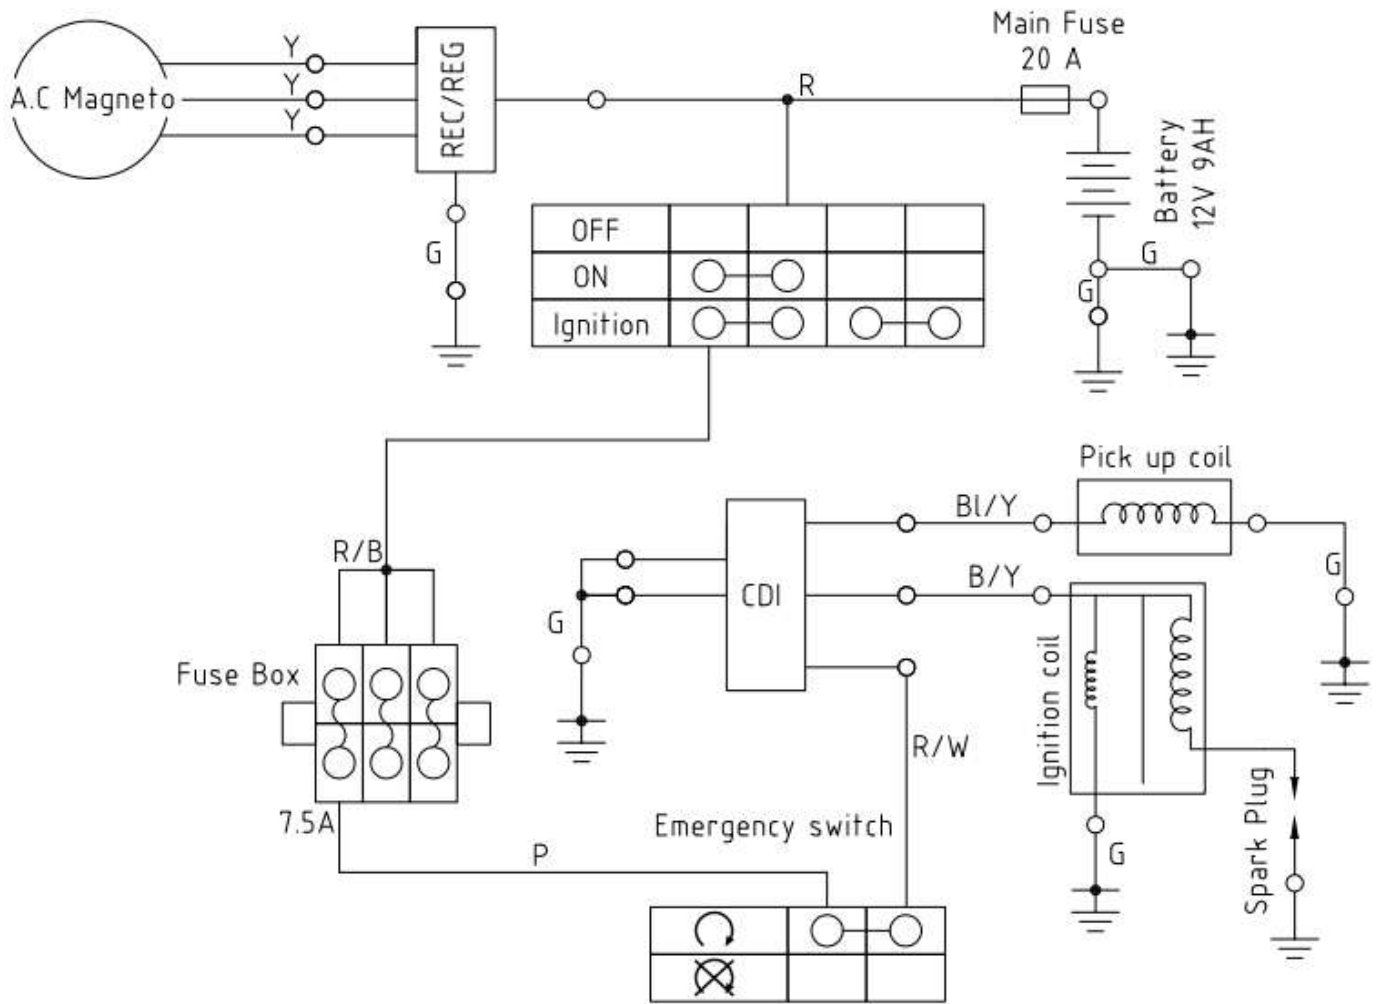 Main Fuse
20 A
Y
Y
Y
A.C Magneto
REC/REG
R
Battery
12V 9AH
G
G
G
OFF
ON
Ignition
Pick up coil
Bl/Y
R/B
B/Y
CDI
G
G
Fuse Box
Ignition coil
R/W
7.5A
Emergency switch
Spark Plug
P
G